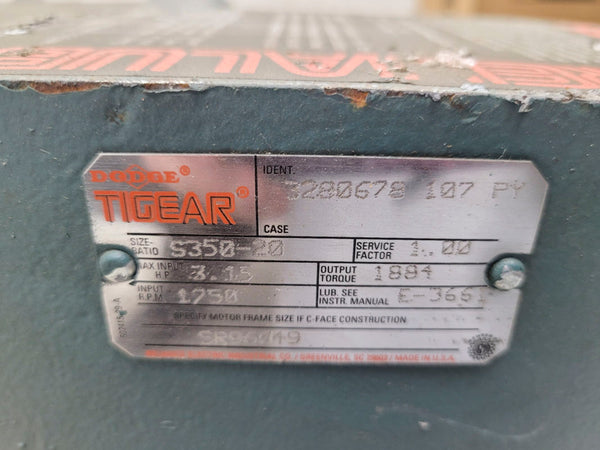 VALUE
DODGE®
TIGEAR®
IDENT.
3280678 107 PY
CASE
SIZE-
RATIO
S350-20
SERVICE
FACTOR
1.00
MAX INPUT
H.P.
3.15
OUTPUT
TORQUE
1884
INPUT
R.P.M.
1750
LUB. SEE
INSTR. MANUAL
E-3661
SPECIFY MOTOR FRAME SIZE IF C-FACE CONSTRUCTION
CO. / GREENVILLE, SC 29602 / MADE IN U.S.A.